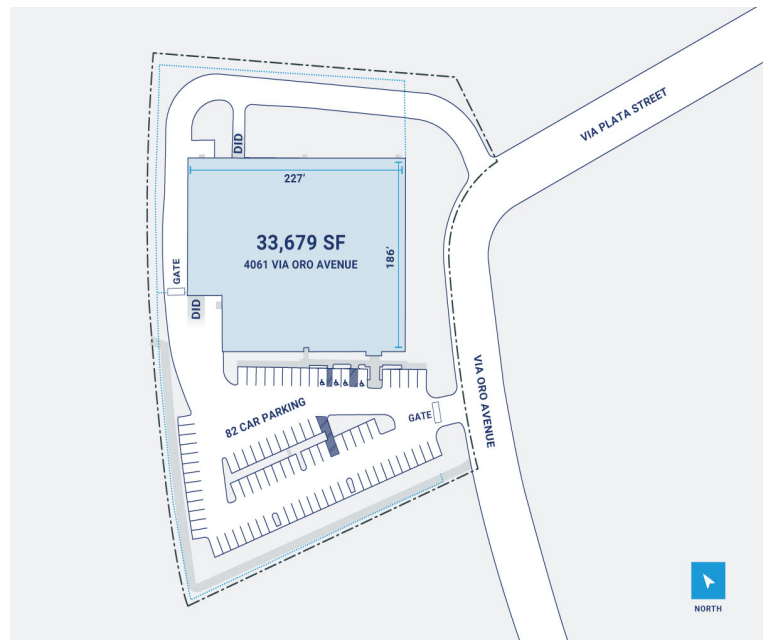 VIA PLATA STREET
DID
227'
33,679 SF
4061 VIA ORO AVENUE
186'
GATE
DID
VIA ORO AVENUE
82 CAR PARKING
GATE
NORTH